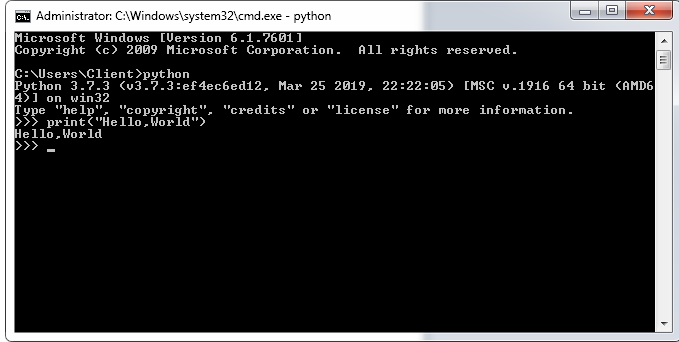 Administrator: C:\Windows\system32\cmd.exe - python
Microsoft Windows [Version 6.1.7601]
Copyright (c) 2009 Microsoft Corporation.  All rights reserved.
C:\Users\Client>python
Python 3.7.3 (v3.7.3:ef4ec6ed12, Mar 25 2019, 22:22:05) [MSC v.1916 64 bit (AMD6
4)] on win32
Type "help", "copyright", "credits" or "license" for more information.
>>> print("Hello,World")
Hello,World
>>> _